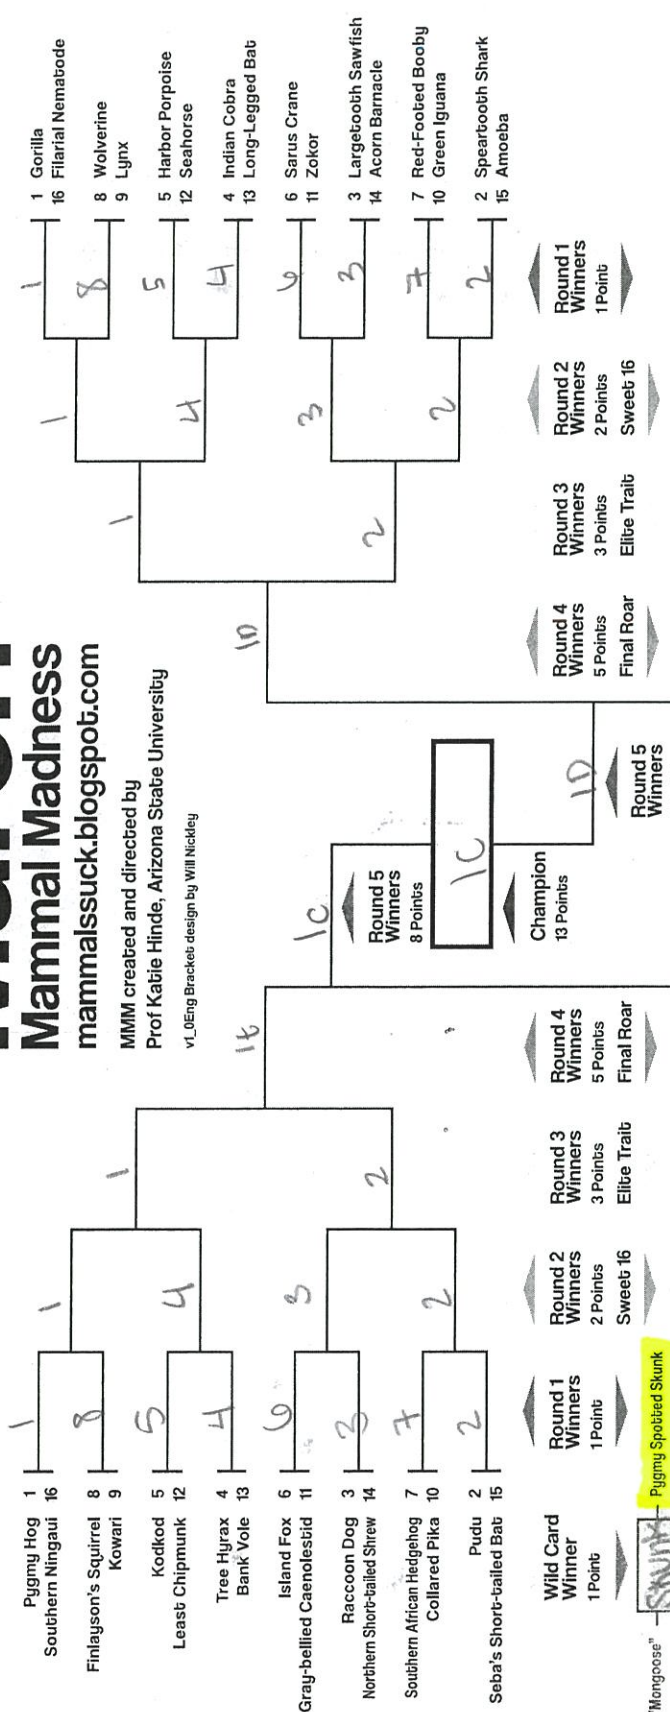 Mammal Madness
mammalssuck.blogspot.com
MMM created and directed by
Prof Katie Hinde, Arizona State University
v1_0Eng Bracket design by Will Nickley
Pygmy Hog 1
Southern Ningaui 16
Finlayson's Squirrel 8
Kowari 9
Kodkod 5
Least Chipmunk 12
Tree Hyrax 4
Bank Vole 13
Island Fox 6
Gray-bellied Caenolestid 11
Raccoon Dog 3
Northern Short-tailed Shrew 14
Southern African Hedgehog 7
Collared Pika 10
Pudu 2
Seba's Short-tailed Bat 15
1
8
5
4
6
3
7
2
1
4
3
2
1
2
1t
1C
1C
1D
1D
1
2
1
4
3
2
1
8
5
4
6
3
7
2
1 Gorilla
16 Filarial Nematode
8 Wolverine
9 Lynx
5 Harbor Porpoise
12 Seahorse
4 Indian Cobra
13 Long-Legged Bat
6 Sarus Crane
11 Zokor
3 Largetooth Sawfish
14 Acorn Barnacle
7 Red-Footed Booby
10 Green Iguana
2 Speartooth Shark
15 Amoeba
Wild Card
Winner
1 Point
Round 1
Winners
1 Point
Round 2
Winners
2 Points
Sweet 16
Round 3
Winners
3 Points
Elite Trait
Round 4
Winners
5 Points
Final Roar
Round 5
Winners
8 Points
Champion
13 Points
Round 5
Winners
Round 4
Winners
5 Points
Final Roar
Round 3
Winners
3 Points
Elite Trait
Round 2
Winners
2 Points
Sweet 16
Round 1
Winners
1 Point
"Mongoose"
Skunk
Pygmy Spotted Skunk